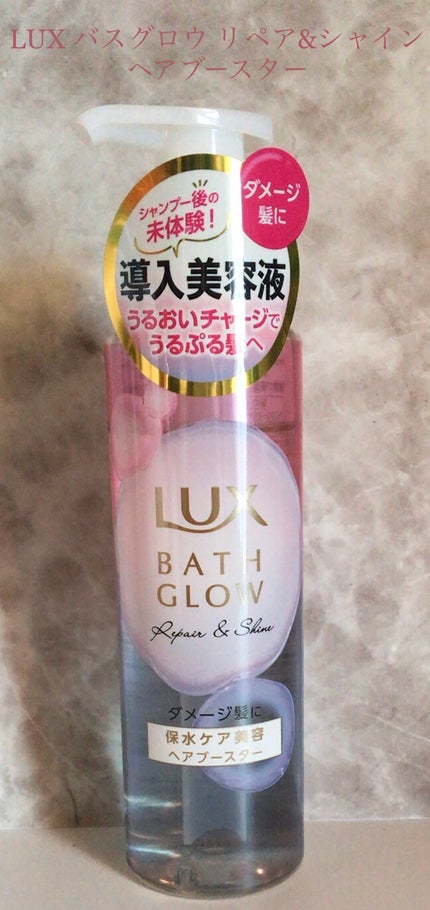 LUX バスグロウ リペア&シャイン
ヘアブースター
シャンプー後の
未体験!
ダメージ
髪に
導入美容液
うるおいチャージで
うるぷる髪へ
LUX
BATH
GLOW
Repair & Shine
ダメージ髪に
保水ケア美容
ヘアブースター